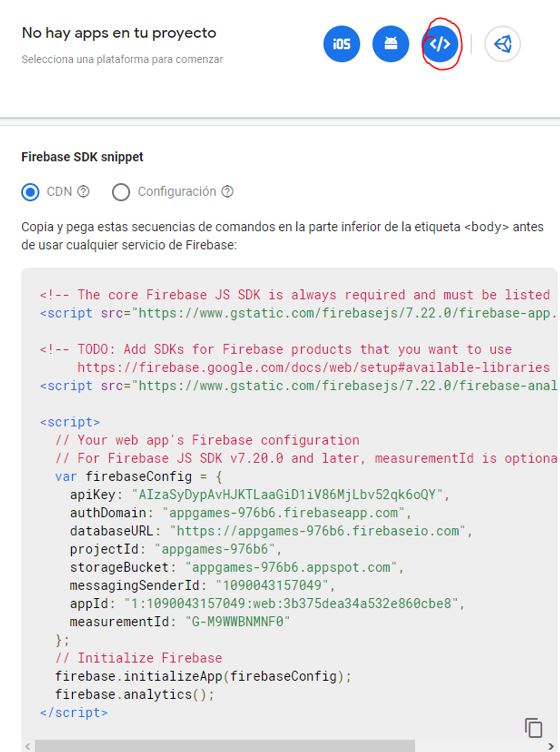 No hay apps en tu proyecto
Selecciona una plataforma para comenzar
iOS
</>
Firebase SDK snippet
CDN ?
Configuración ?
Copia y pega estas secuencias de comandos en la parte inferior de la etiqueta <body> antes
de usar cualquier servicio de Firebase:
<!-- The core Firebase JS SDK is always required and must be listed
<script src="https://www.gstatic.com/firebasejs/7.22.0/firebase-app.
<!-- TODO: Add SDKs for Firebase products that you want to use
https://firebase.google.com/docs/web/setup#available-libraries
<script src="https://www.gstatic.com/firebasejs/7.22.0/firebase-anal
<script>
// Your web app's Firebase configuration
// For Firebase JS SDK v7.20.0 and later, measurementId is optiona
var firebaseConfig = {
apiKey: "AIzaSyDypAvHJKTLaaGiD1iV86MjLbv52qk6oQY",
authDomain: "appgames-976b6.firebaseapp.com",
databaseURL: "https://appgames-976b6.firebaseio.com",
projectId: "appgames-976b6",
storageBucket: "appgames-976b6.appspot.com",
messagingSenderId: "1090043157049",
appId: "1:1090043157049:web:3b375dea34a532e860cbe8",
measurementId: "G-M9WWBNMNF0"
};
// Initialize Firebase
firebase.initializeApp(firebaseConfig);
firebase.analytics();
</script>